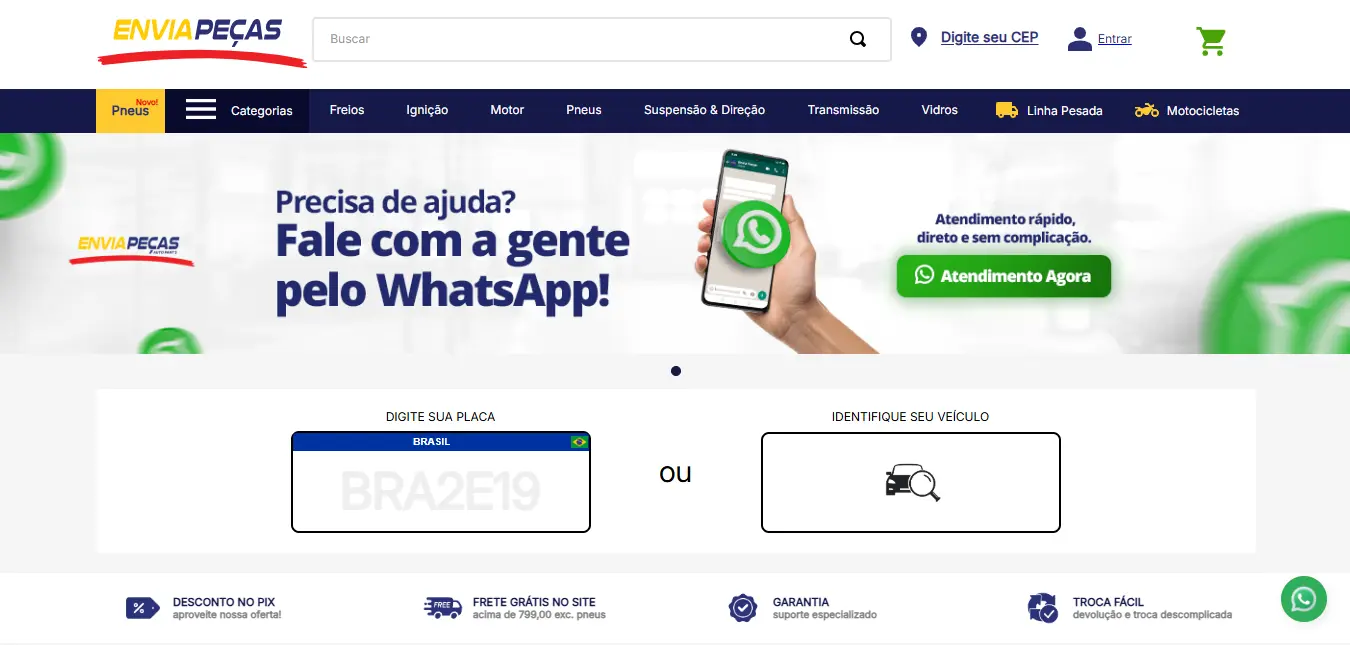 ENVIAPEÇAS
Buscar
Digite seu CEP
Entrar
Novo!
Pneus
Categorias
Freios
Ignição
Motor
Pneus
Suspensão & Direção
Transmissão
Vidros
Linha Pesada
Motocicletas
ENVIAPEÇAS
AUTO PARTS
Precisa de ajuda?
Fale com a gente
pelo WhatsApp!
Atendimento rápido,
direto e sem complicação.
Atendimento Agora
DIGITE SUA PLACA
BRASIL
BRA2E19
ou
IDENTIFIQUE SEU VEÍCULO
DESCONTO NO PIX
aproveite nossa oferta!
FREE
FRETE GRÁTIS NO SITE
acima de 799,00 exc. pneus
GARANTIA
suporte especializado
TROCA FÁCIL
devolução e troca descomplicada